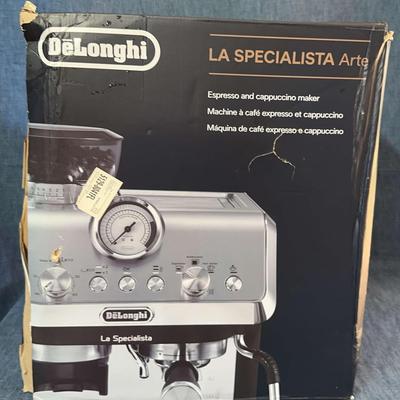 DeLonghi
LA SPECIALISTA Arte
Espresso and cappuccino maker
Machine à café expresso et cappuccino
Máquina de café expresso e cappuccino
DeLonghi
La Specialista